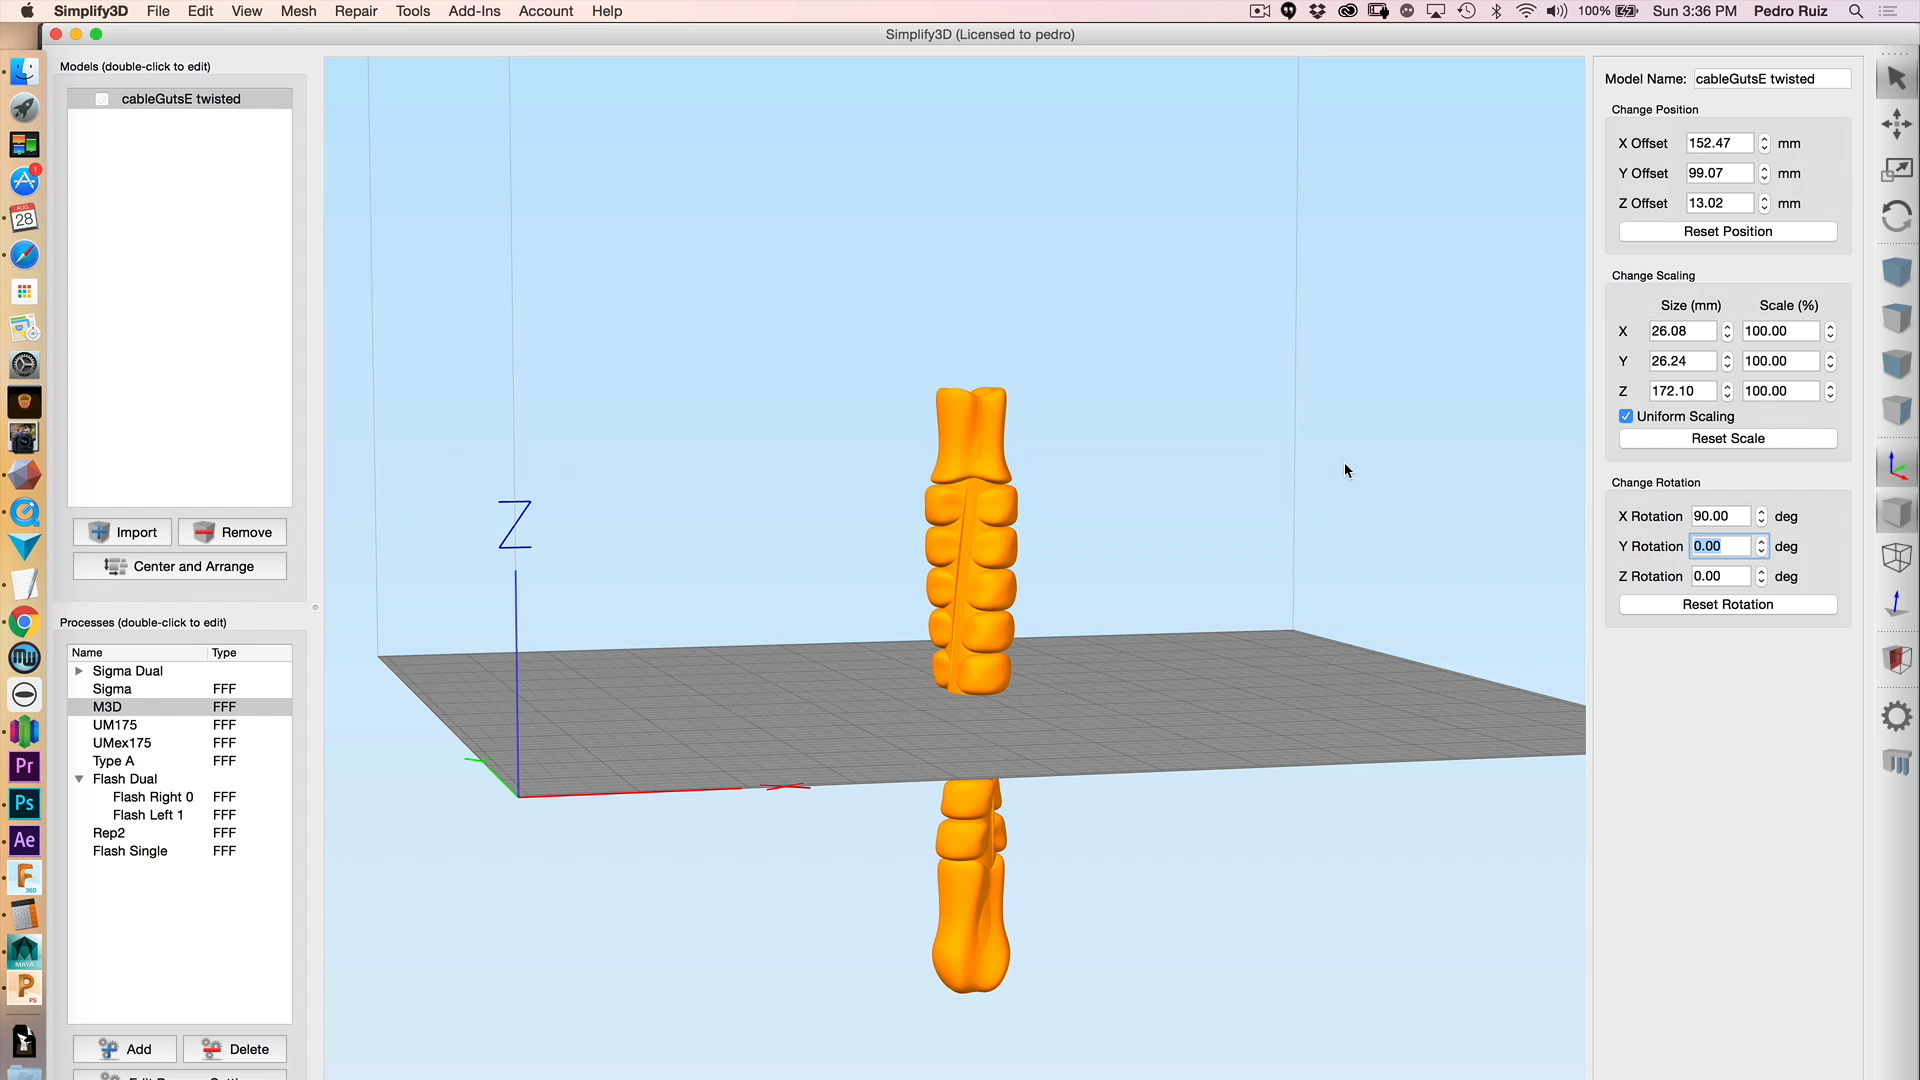 Simplify3D File Edit View Mesh Repair Tools Add-Ins Account Help 100% Sun 3:36 PM Pedro Ruiz
Simplify3D (Licensed to pedro)
Models (double-click to edit)
cableGutsE twisted
Import Remove
Center and Arrange
Processes (double-click to edit)
Name Type
Sigma Dual
Sigma FFF
M3D FFF
UM175 FFF
UMex175 FFF
Type A FFF
Flash Dual
Flash Right 0 FFF
Flash Left 1 FFF
Rep2 FFF
Flash Single FFF
Add Delete
Z
Model Name: cableGutsE twisted
Change Position
X Offset 152.47 mm
Y Offset 99.07 mm
Z Offset 13.02 mm
Reset Position
Change Scaling
Size (mm) Scale (%)
X 26.08 100.00
Y 26.24 100.00
Z 172.10 100.00
Uniform Scaling
Reset Scale
Change Rotation
X Rotation 90.00 deg
Y Rotation 0.00 deg
Z Rotation 0.00 deg
Reset Rotation
1
AUG
28
Pr
Ps
Ae
F
360
MAYA
P
PS